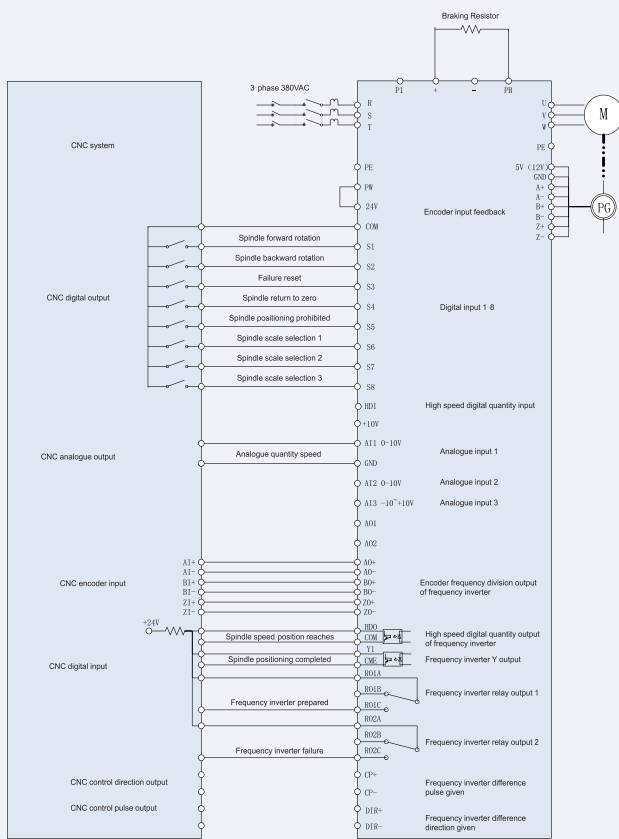 Braking Resistor
3 phase 380VAC
P1 + - PB
R
S
T
U
V
W
M
CNC system
PE
PE
5V (12V)
GND
A+
A-
B+
B-
Z+
Z-
PG
PW
24V
Encoder input feedback
COM
Spindle forward rotation
S1
Spindle backward rotation
S2
Failure reset
S3
CNC digital output
Spindle return to zero
S4
Digital input 1-8
Spindle positioning prohibited
S5
Spindle scale selection 1
S6
Spindle scale selection 2
S7
Spindle scale selection 3
S8
HDI
High speed digital quantity input
+10V
AI1 0-10V
Analogue input 1
CNC analogue output
Analogue quantity speed
GND
AI2 0-10V
Analogue input 2
AI3 -10~+10V
Analogue input 3
AO1
AO2
AI+
AI-
BI+
BI-
ZI+
ZI-
CNC encoder input
AO+
AO-
BO+
BO-
ZO+
ZO-
Encoder frequency division output
of frequency inverter
+24V
HDO
Spindle speed position reaches
COM
High speed digital quantity output
of frequency inverter
Y1
Spindle positioning completed
CME
Frequency inverter Y output
CNC digital input
RO1A
RO1B
Frequency inverter relay output 1
Frequency inverter prepared
RO1C
RO2A
RO2B
Frequency inverter relay output 2
Frequency inverter failure
RO2C
CNC control direction output
CP+
CP-
Frequency inverter difference
pulse given
CNC control pulse output
DIR+
DIR-
Frequency inverter difference
direction given